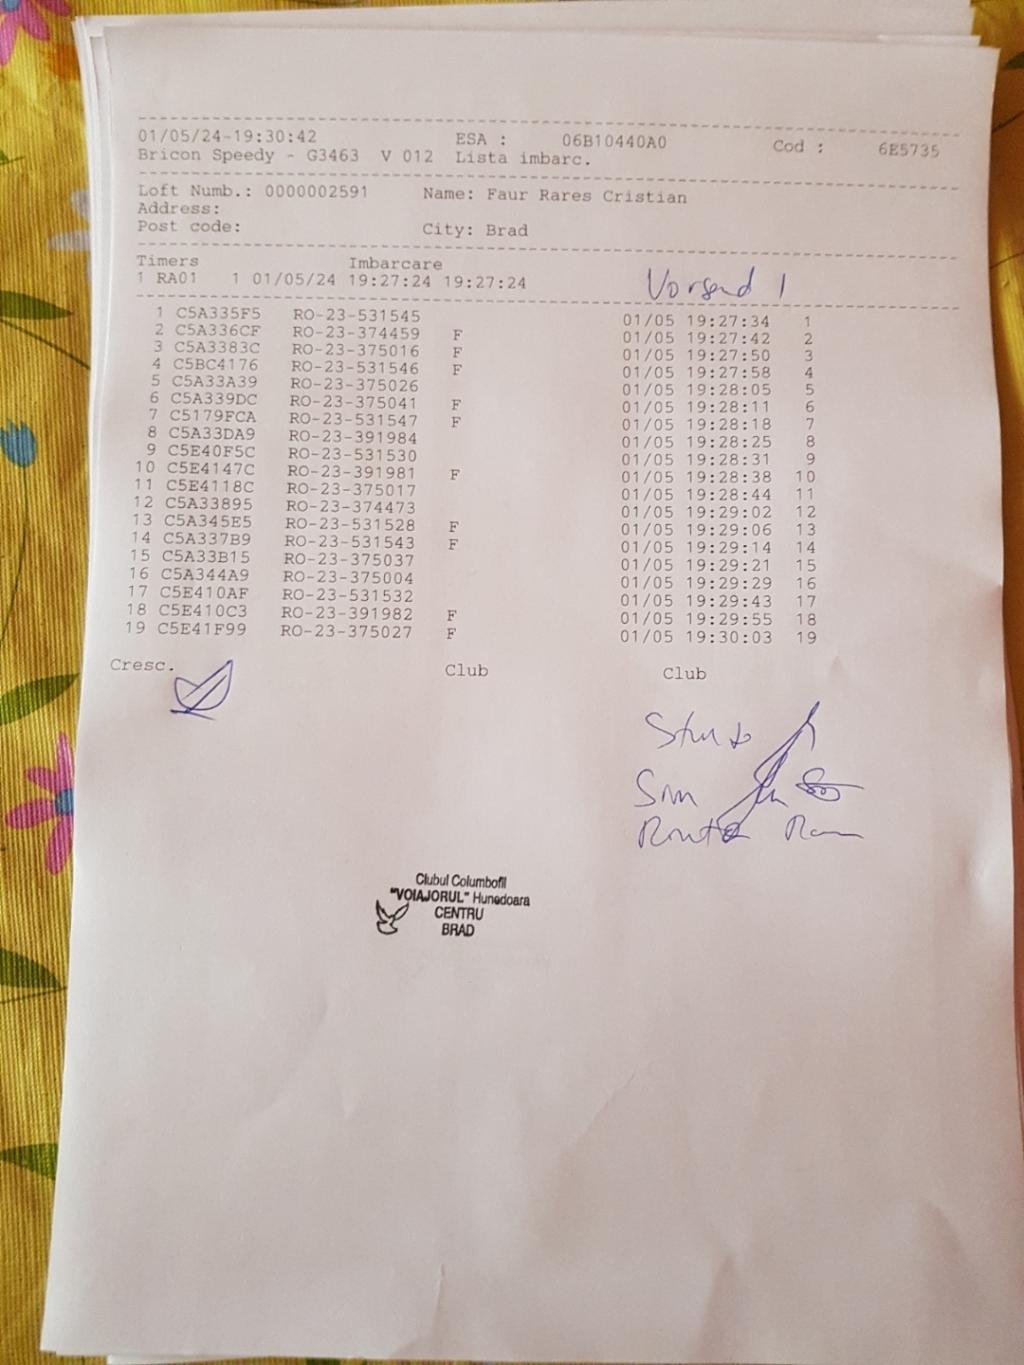 01/05/24-19:30:42 ESA : 06B10440A0 Cod : 6E5735
Bricon Speedy - G3463 V 012 Lista imbarc.
Loft Numb.: 0000002591 Name: Faur Rares Cristian
Address:
Post code: City: Brad
Timers Imbarcare
1 RA01 1 01/05/24 19:27:24 19:27:24
1 C5A335F5 RO-23-531545 01/05 19:27:34 1
2 C5A336CF RO-23-374459 F 01/05 19:27:42 2
3 C5A3383C RO-23-375016 F 01/05 19:27:50 3
4 C5BC4176 RO-23-531546 F 01/05 19:27:58 4
5 C5A33A39 RO-23-375026 01/05 19:28:05 5
6 C5A339DC RO-23-375041 F 01/05 19:28:11 6
7 C5179FCA RO-23-531547 F 01/05 19:28:18 7
8 C5A33DA9 RO-23-391984 01/05 19:28:25 8
9 C5E40F5C RO-23-531530 01/05 19:28:31 9
10 C5E4147C RO-23-391981 F 01/05 19:28:38 10
11 C5E4118C RO-23-375017 01/05 19:28:44 11
12 C5A33895 RO-23-374473 01/05 19:29:02 12
13 C5A345E5 RO-23-531528 F 01/05 19:29:06 13
14 C5A337B9 RO-23-531543 F 01/05 19:29:14 14
15 C5A33B15 RO-23-375037 01/05 19:29:21 15
16 C5A344A9 RO-23-375004 01/05 19:29:29 16
17 C5E410AF RO-23-531532 01/05 19:29:43 17
18 C5E410C3 RO-23-391982 F 01/05 19:29:55 18
19 C5E41F99 RO-23-375027 F 01/05 19:30:03 19
Cresc. Club Club
Clubul Columbofil
"VOIAJORUL" Hunedoara
CENTRU
BRAD